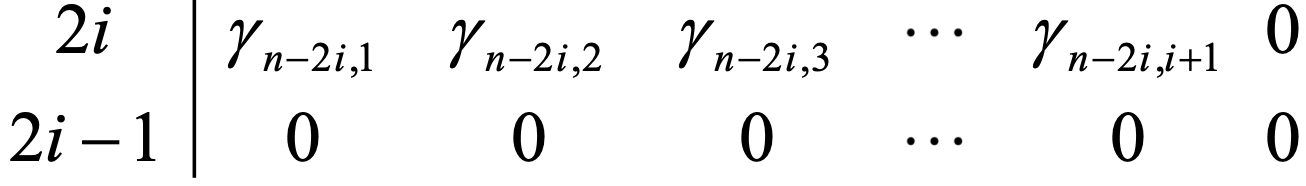 2i | γ_{n−2i,1} γ_{n−2i,2} γ_{n−2i,3} ⋯ γ_{n−2i,i+1} 0
2i−1 | 0 0 0 ⋯ 0 0